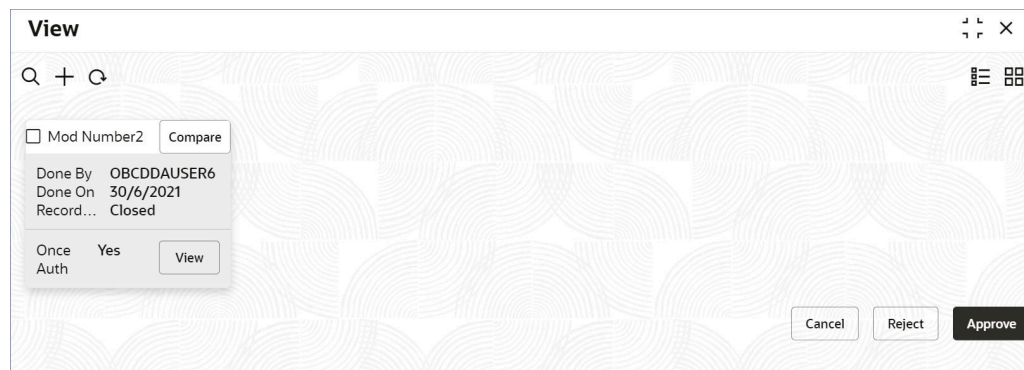 View
Mod Number2 Compare
Done By OBCDDAUSER6
Done On 30/6/2021
Record... Closed
Once Auth Yes View
Cancel Reject Approve